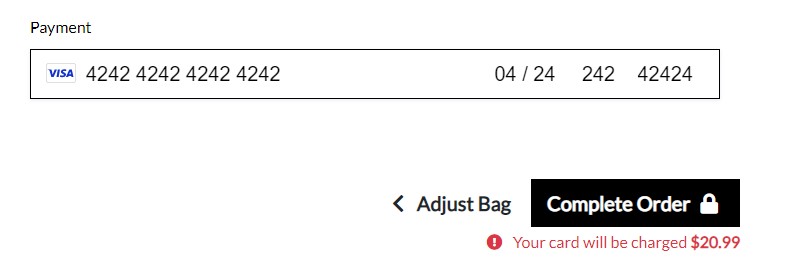 Payment
VISA 4242 4242 4242 4242 04 / 24 242 42424
Adjust Bag Complete Order
Your card will be charged $20.99